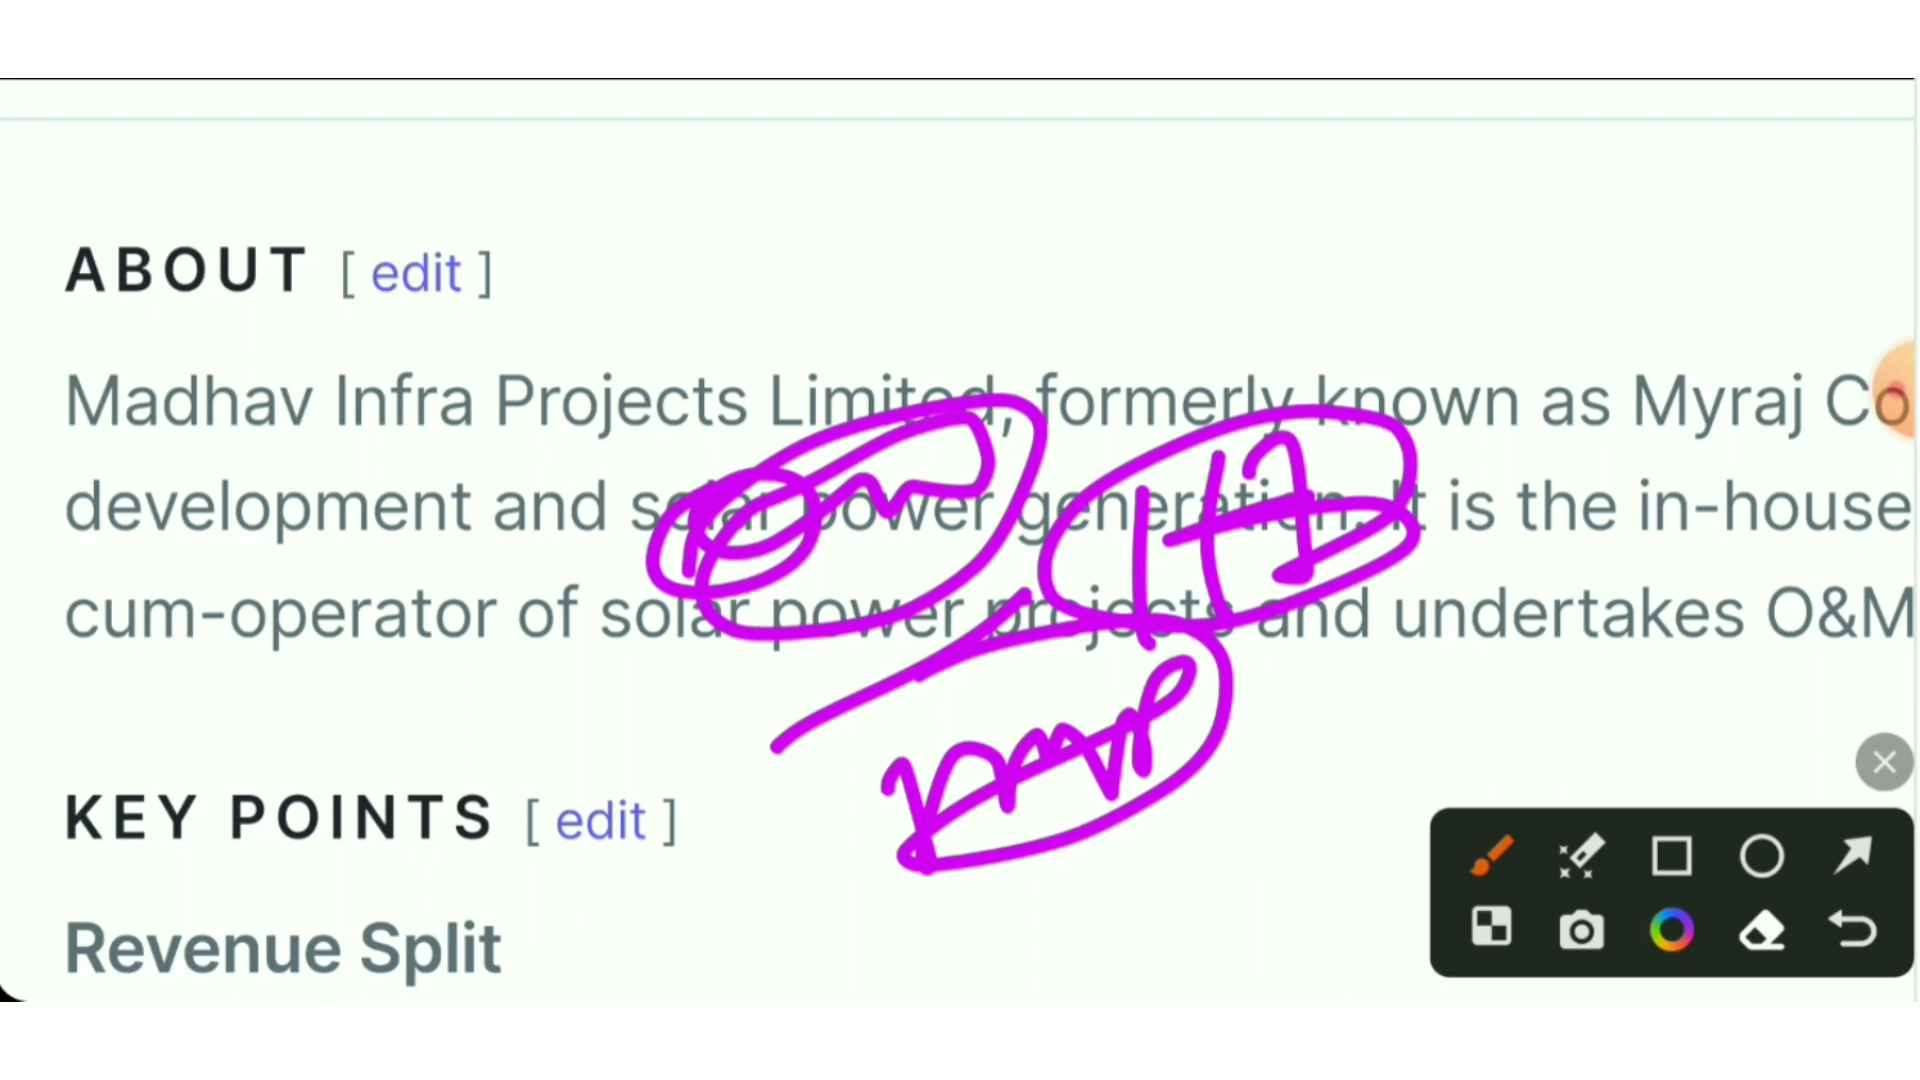 ABOUT [ edit ]
Madhav Infra Projects Limited, formerly known as Myraj Co
development and solar power generation. It is the in-house
cum-operator of solar power projects and undertakes O&M
KEY POINTS [ edit ]
Revenue Split